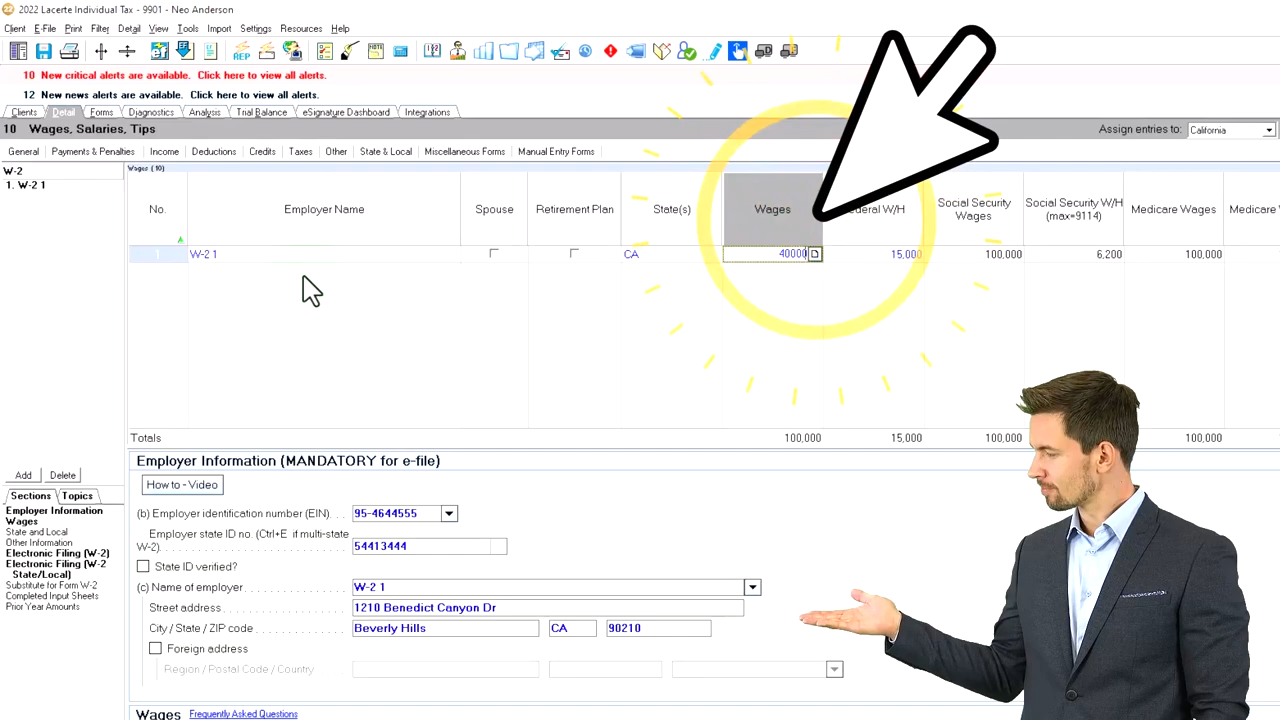 2022 Lacerte Individual Tax - 9901 - Neo Anderson
Client E-File Print Filter Detail View Tools Import Settings Resources Help
10 New critical alerts are available. Click here to view all alerts.
12 New news alerts are available. Click here to view all alerts.
Clients Detail Forms Diagnostics Analysis Trial Balance eSignature Dashboard Integrations
10 Wages, Salaries, Tips Assign entries to: California
General Payments & Penalties Income Deductions Credits Taxes Other State & Local Miscellaneous Forms Manual Entry Forms
W-2
1. W-2 1
Wages (10)
No. Employer Name Spouse Retirement Plan State(s) Wages Federal W/H Social Security Wages Social Security W/H (max=9114) Medicare Wages Medicare
1 W-2 1 CA 40000 15,000 100,000 6,200 100,000
Totals 100,000 15,000 100,000 6,200 100,000
Add Delete
Sections Topics
Employer Information
Wages
State and Local
Other Information
Electronic Filing (W-2)
Electronic Filing (W-2
State/Local)
Substitute for Form W-2
Completed Input Sheets
Prior Year Amounts
Employer Information (MANDATORY for e-file)
How to - Video
(b) Employer identification number (EIN). . . 95-4644555
Employer state ID no. (Ctrl+E if multi-state
W-2) 54413444
State ID verified?
(c) Name of employer W-2 1
Street address 1210 Benedict Canyon Dr
City / State / ZIP code Beverly Hills CA 90210
Foreign address
Region / Postal Code / Country
Wages Frequently Asked Questions